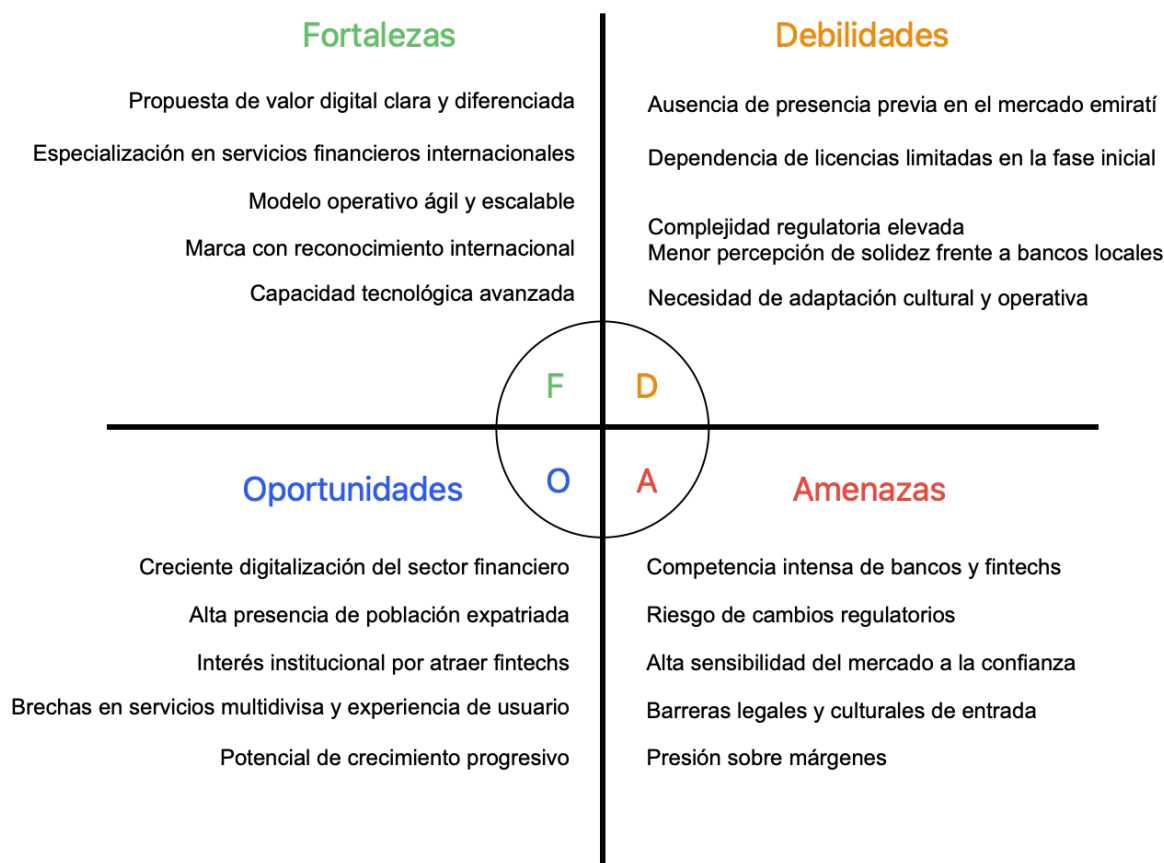 Fortalezas
Propuesta de valor digital clara y diferenciada
Especialización en servicios financieros internacionales
Modelo operativo ágil y escalable
Marca con reconocimiento internacional
Capacidad tecnológica avanzada
Debilidades
Ausencia de presencia previa en el mercado emiratí
Dependencia de licencias limitadas en la fase inicial
Complejidad regulatoria elevada
Menor percepción de solidez frente a bancos locales
Necesidad de adaptación cultural y operativa
F
D
O
A
Oportunidades
Creciente digitalización del sector financiero
Alta presencia de población expatriada
Interés institucional por atraer fintechs
Brechas en servicios multidivisa y experiencia de usuario
Potencial de crecimiento progresivo
Amenazas
Competencia intensa de bancos y fintechs
Riesgo de cambios regulatorios
Alta sensibilidad del mercado a la confianza
Barreras legales y culturales de entrada
Presión sobre márgenes